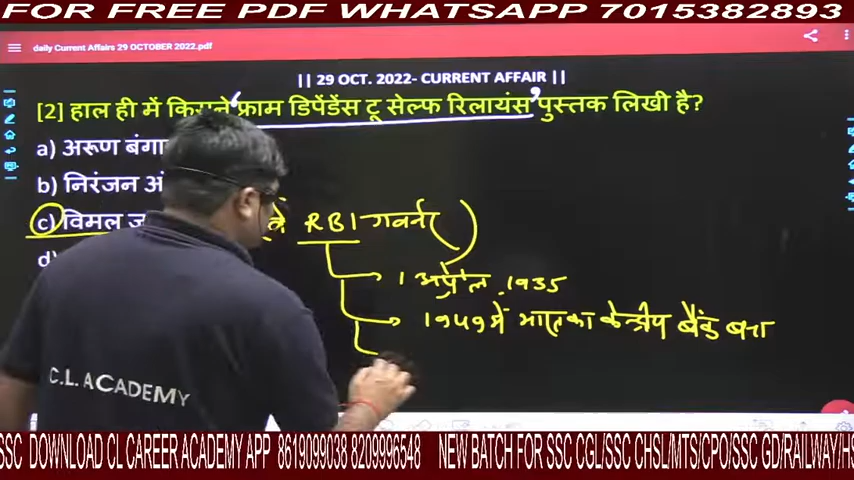 FOR FREE PDF WHATSAPP 7015382893
daily Current Affairs 29 OCTOBER 2022.pdf
|| 29 OCT. 2022- CURRENT AFFAIR ||
[2] हाल ही में किसने ‘फ्राम डिपेंडेंस टू सेल्फ रिलायंस’ पुस्तक लिखी है?
a) अरूण
b) निरंजन
c) विमल
RBI गवर्नर
d)
1 अप्रैल 1935
1949 में भारत का केन्द्रीय बैंक बना
C.L. ACADEMY
SSC DOWNLOAD CL CAREER ACADEMY APP 8619099038 8209996548 NEW BATCH FOR SSC CGL/SSC CHSL/MTS/CPO/SSC GD/RAILWAY/